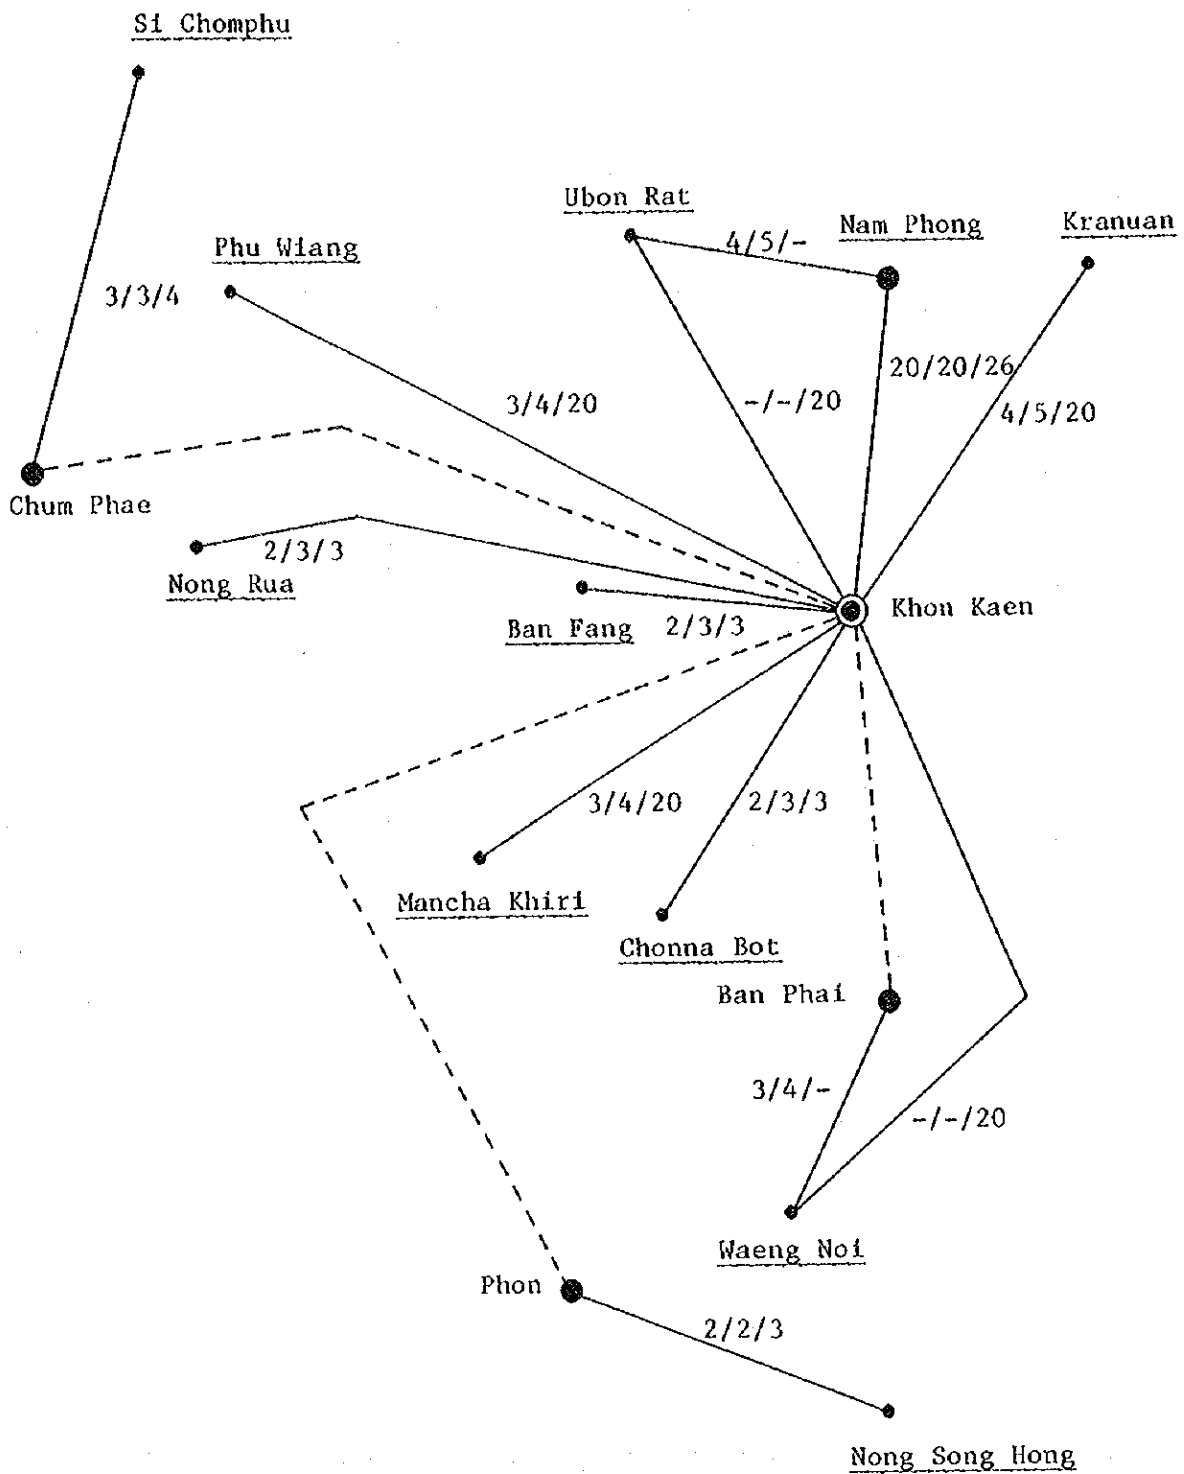 Si Chomphu
Ubon Rat
Nam Phong
Kranuan
4/5/-
Phu Wiang
3/3/4
20/20/26
3/4/20
-/-/20
4/5/20
Chum Phae
2/3/3
Nong Rua
Khon Kaen
Ban Fang
2/3/3
3/4/20
2/3/3
Mancha Khiri
Chonna Bot
Ban Phai
3/4/-
-/-/20
Waeng Noi
Phon
2/2/3
Nong Song Hong